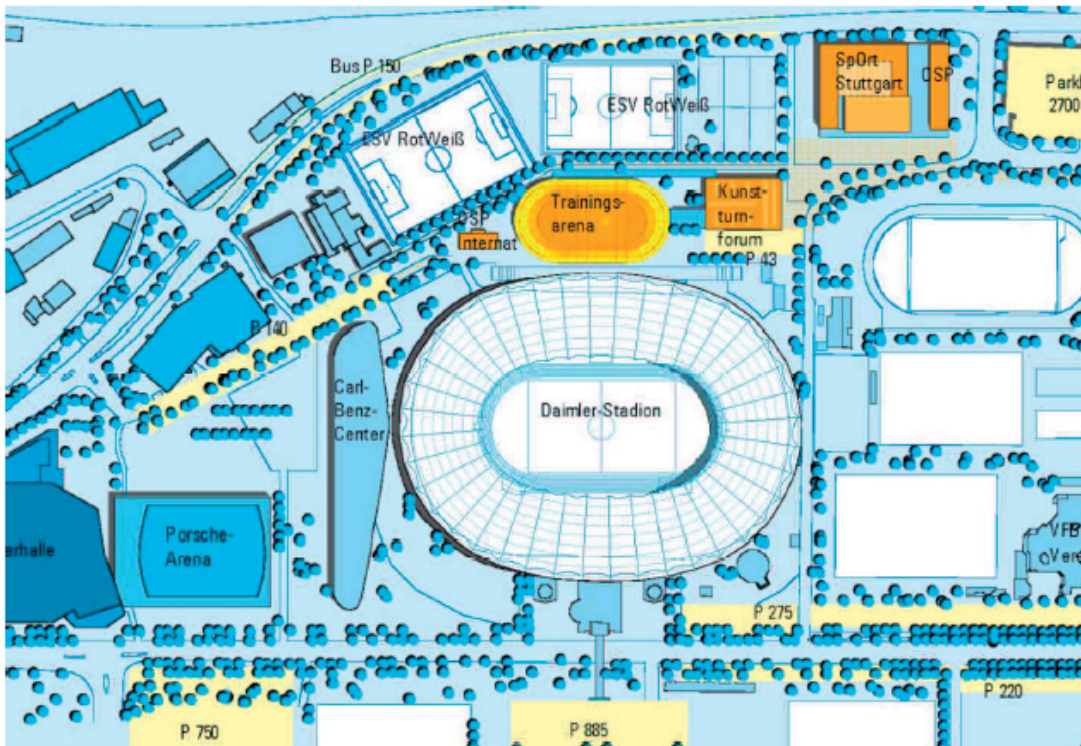 Bus P 150
SpOrt
Stuttgart
OSP
Parkh
2700
ESV RotWeiß
ESV RotWeiß
Trainings-
arena
Kunst-
turn-
forum
P 43
OSP
Internat
P 140
Carl-
Benz-
Center
Daimler-Stadion
Porsche-
Arena
erhalle
VFB
Vere
P 275
P 220
P 750
P 885